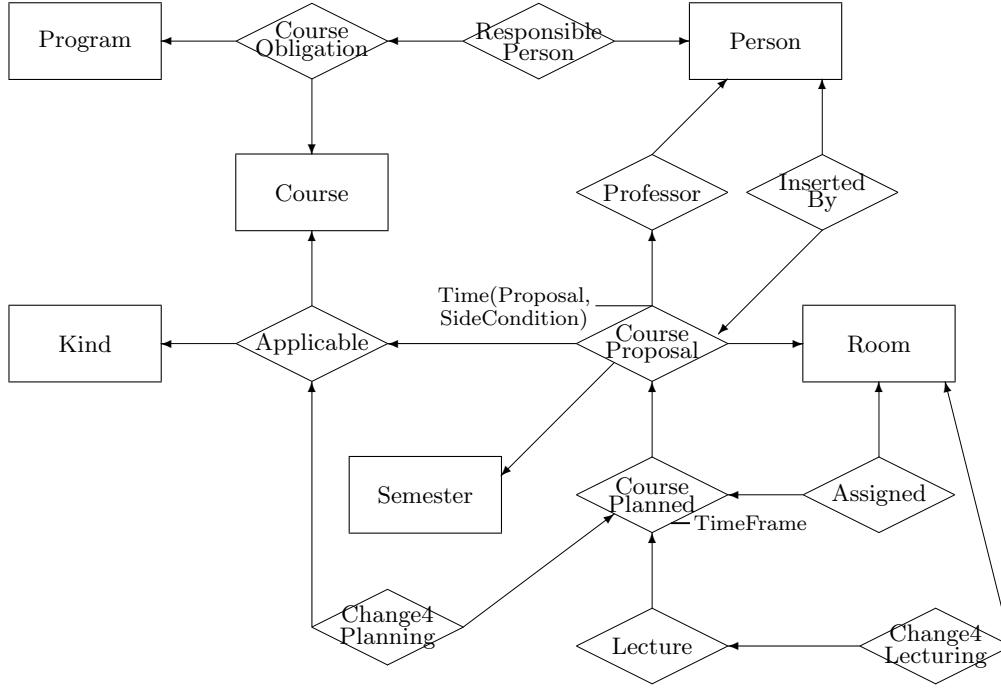 Program
Course
Obligation
Responsible
Person
Person
Course
Professor
Inserted
By
Time(Proposal,
SideCondition)
Kind
Applicable
Course
Proposal
Room
Semester
Course
Planned
Assigned
TimeFrame
Change4
Planning
Lecture
Change4
Lecturing